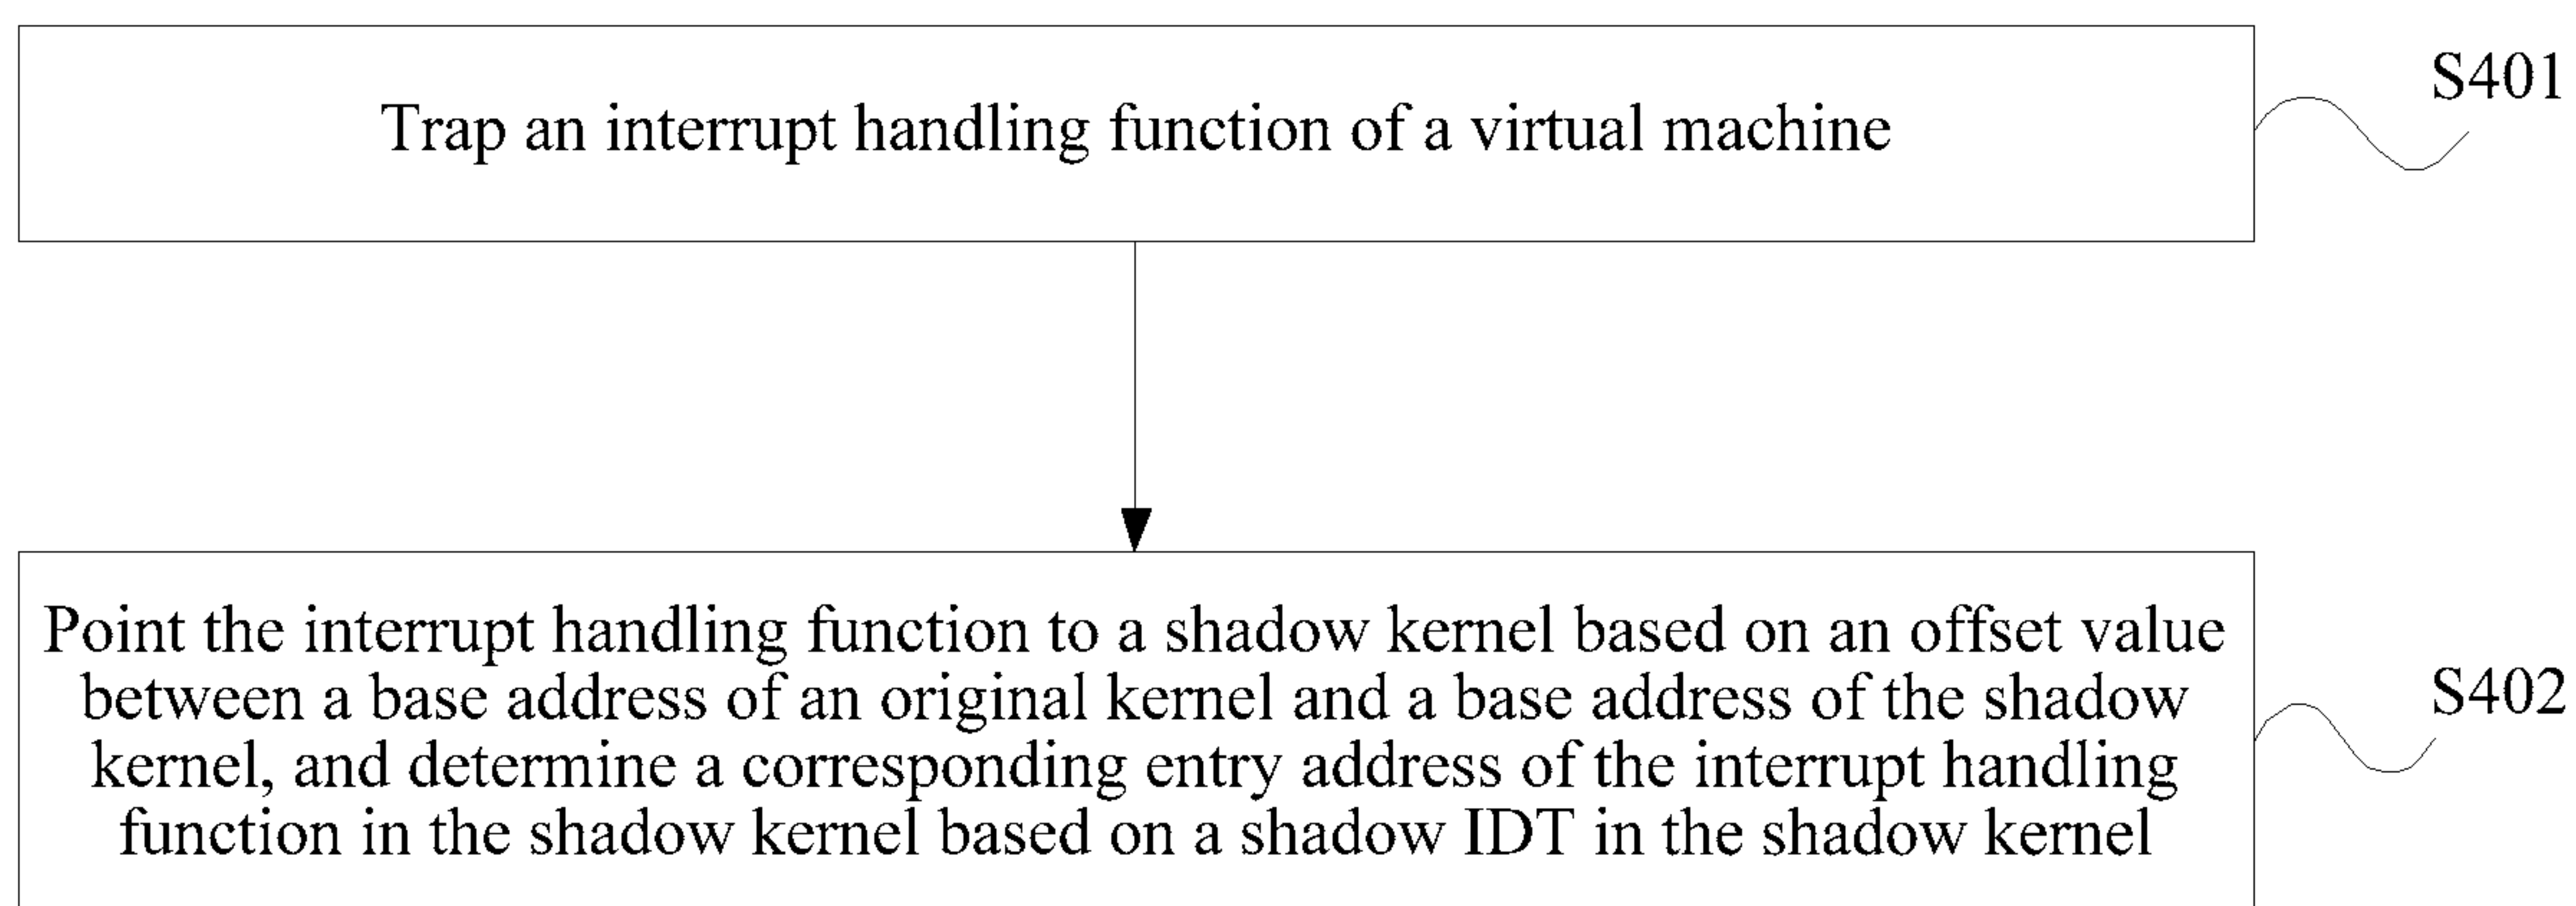 Trap an interrupt handling function of a virtual machine
S401
Point the interrupt handling function to a shadow kernel based on an offset value
between a base address of an original kernel and a base address of the shadow
kernel, and determine a corresponding entry address of the interrupt handling
function in the shadow kernel based on a shadow IDT in the shadow kernel
S402